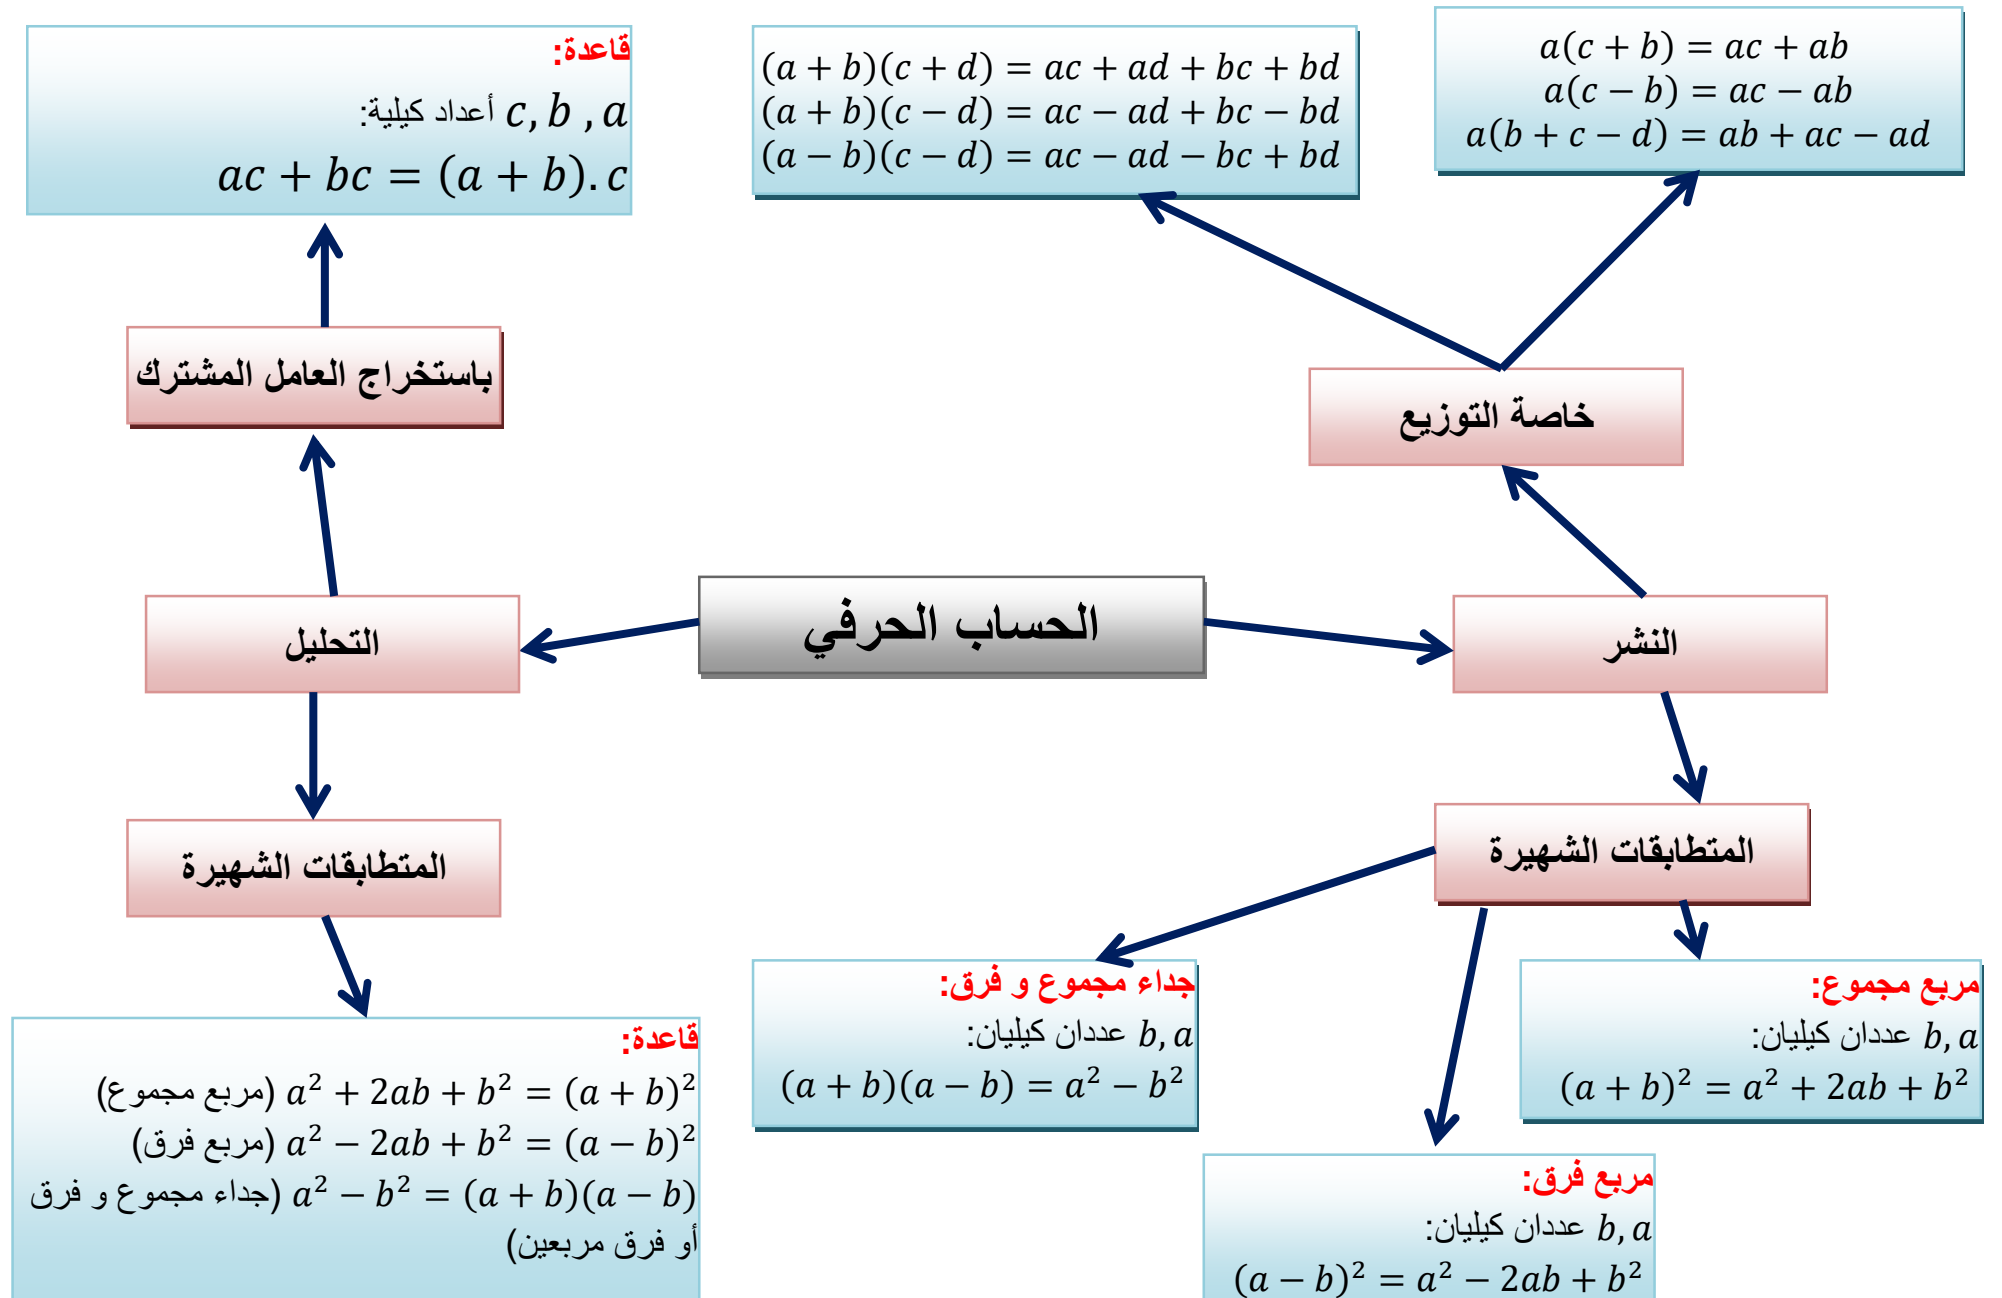 a(c + b) = ac + ab
a(c − b) = ac − ab
a(b + c − d) = ab + ac − ad
(a + b)(c + d) = ac + ad + bc + bd
(a + b)(c − d) = ac − ad + bc − bd
(a − b)(c − d) = ac − ad − bc + bd
قاعدة:
c, b , a أعداد كيلية:
ac + bc = (a + b). c
باستخراج العامل المشترك
خاصة التوزيع
الحساب الحرفي
النشر
التحليل
المتطابقات الشهيرة
المتطابقات الشهيرة
مربع مجموع:
b, a عددان كيليان:
(a + b)² = a² + 2ab + b²
جداء مجموع و فرق:
b, a عددان كيليان:
(a + b)(a − b) = a² − b²
مربع فرق:
b, a عددان كيليان:
(a − b)² = a² − 2ab + b²
قاعدة:
a² + 2ab + b² = (a + b)² (مربع مجموع)
a² − 2ab + b² = (a − b)² (مربع فرق)
a² − b² = (a + b)(a − b) (جداء مجموع و فرق
أو فرق مربعين)